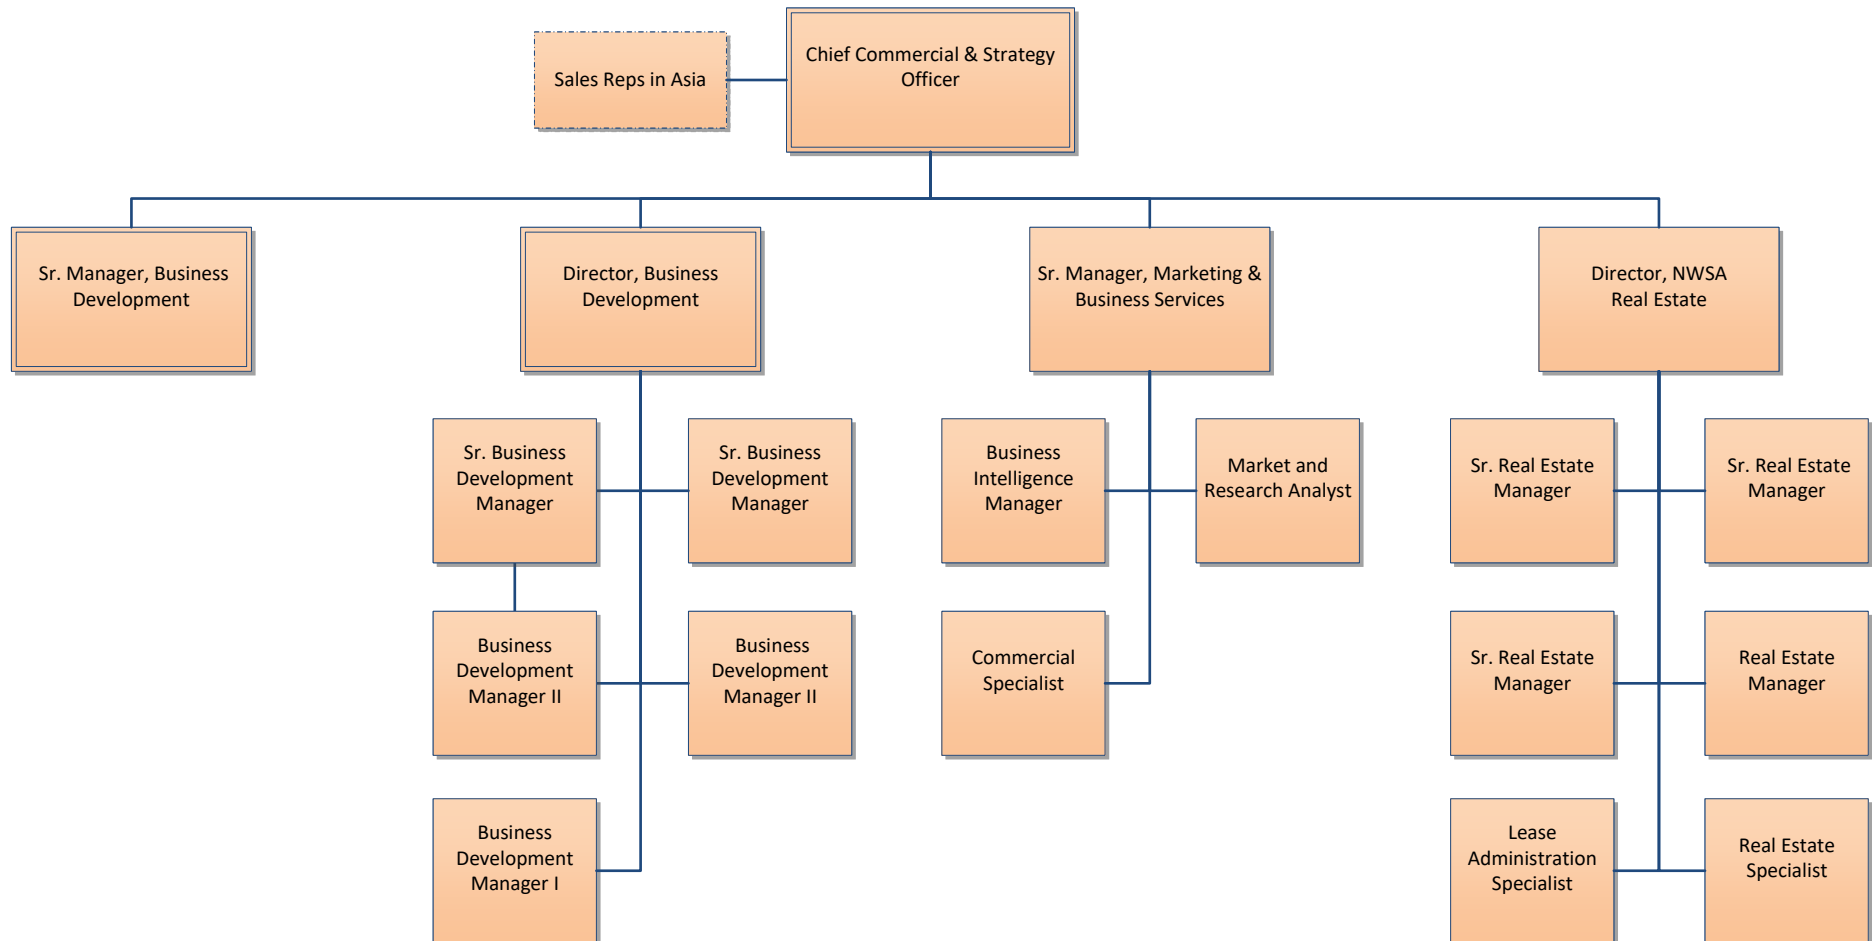 Sales Reps in Asia
Chief Commercial & Strategy
Officer
Sr. Manager, Business
Development
Director, Business
Development
Sr. Manager, Marketing &
Business Services
Director, NWSA
Real Estate
Sr. Business
Development
Manager
Sr. Business
Development
Manager
Business
Intelligence
Manager
Market and
Research Analyst
Sr. Real Estate
Manager
Sr. Real Estate
Manager
Business
Development
Manager II
Business
Development
Manager II
Commercial
Specialist
Sr. Real Estate
Manager
Real Estate
Manager
Business
Development
Manager I
Lease
Administration
Specialist
Real Estate
Specialist